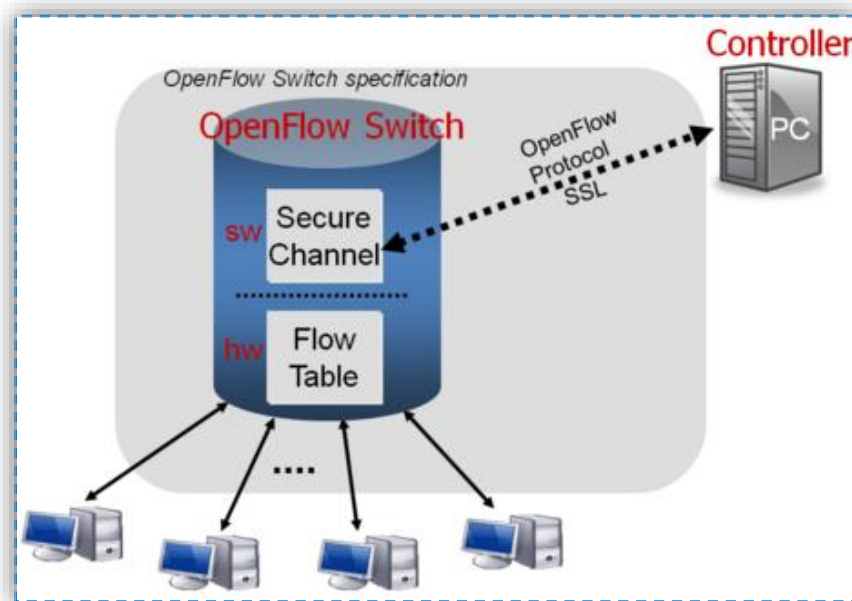 Controller
OpenFlow Switch specification
OpenFlow Switch
PC
OpenFlow
Protocol
SSL
sw
Secure
Channel
hw
Flow
Table